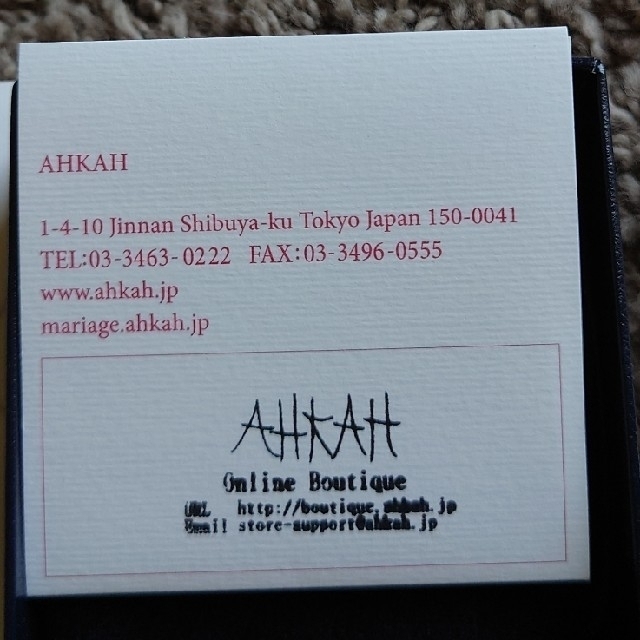 AHKAH
1-4-10 Jinnan Shibuya-ku Tokyo Japan 150-0041
TEL:03-3463-0222 FAX:03-3496-0555
www.ahkah.jp
mariage.ahkah.jp
AHKAH
Online Boutique
URL http://boutique.ahkah.jp
Email store-support@ahkah.jp